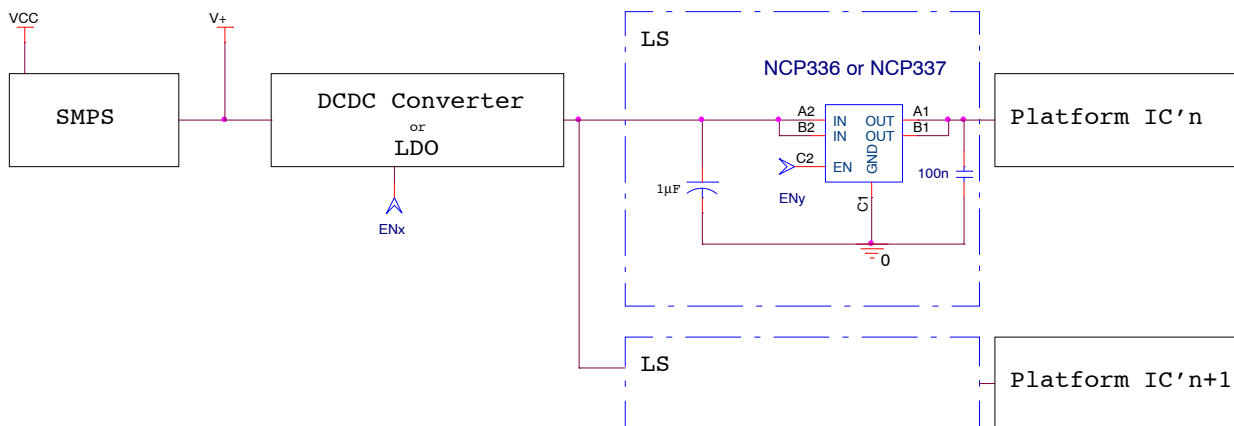 VCC
V+
LS
NCP336 or NCP337
SMPS
DCDC Converter
or
LDO
A2
B2
IN
IN
OUT
OUT
A1
B1
C2
EN
GND
C1
ENx
ENy
1µF
100n
0
Platform IC’n
LS
Platform IC’n+1